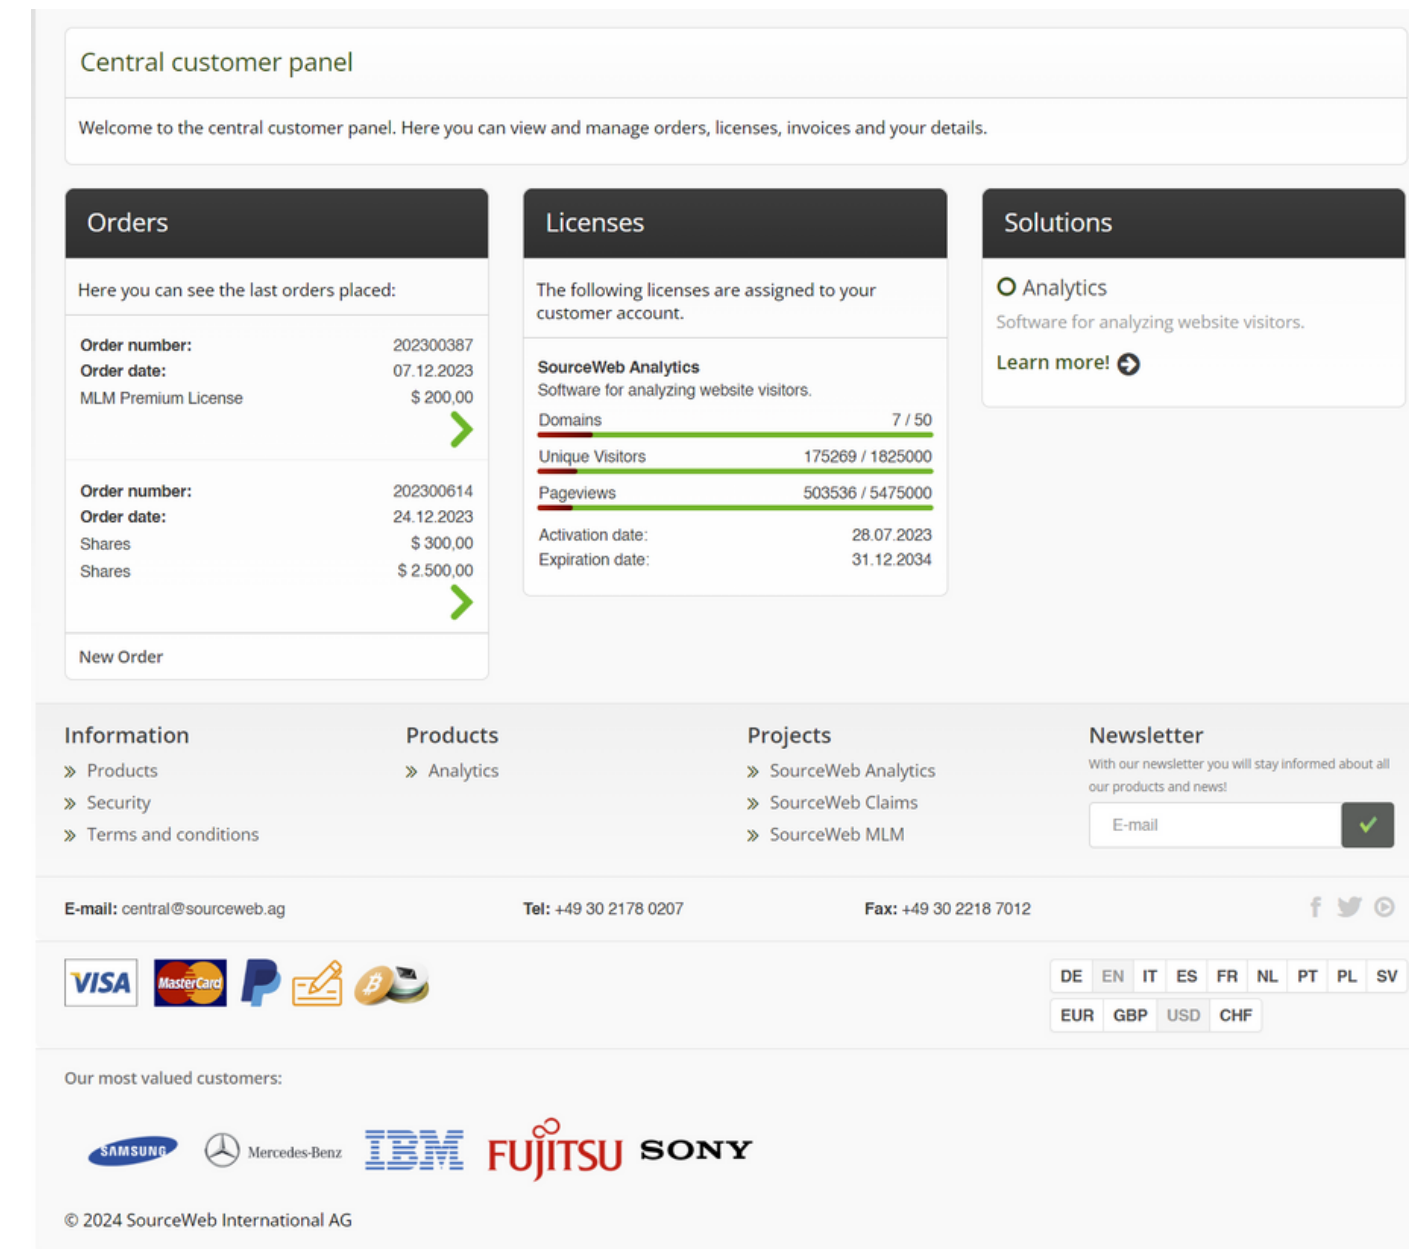 Central customer panel
Welcome to the central customer panel. Here you can view and manage orders, licenses, invoices and your details.
Orders
Here you can see the last orders placed:
Order number: 202300387
Order date: 07.12.2023
MLM Premium License $ 200,00
Order number: 202300614
Order date: 24.12.2023
Shares $ 300,00
Shares $ 2.500,00
New Order
Licenses
The following licenses are assigned to your
customer account.
SourceWeb Analytics
Software for analyzing website visitors.
Domains 7 / 50
Unique Visitors 175269 / 1825000
Pageviews 503536 / 5475000
Activation date: 28.07.2023
Expiration date: 31.12.2034
Solutions
Analytics
Software for analyzing website visitors.
Learn more!
Information
» Products
» Security
» Terms and conditions
Products
» Analytics
Projects
» SourceWeb Analytics
» SourceWeb Claims
» SourceWeb MLM
Newsletter
With our newsletter you will stay informed about all
our products and news!
E-mail
E-mail: central@sourceweb.ag Tel: +49 30 2178 0207 Fax: +49 30 2218 7012
VISA MasterCard
DE EN IT ES FR NL PT PL SV
EUR GBP USD CHF
Our most valued customers:
SAMSUNG Mercedes-Benz IBM FUJITSU SONY
© 2024 SourceWeb International AG